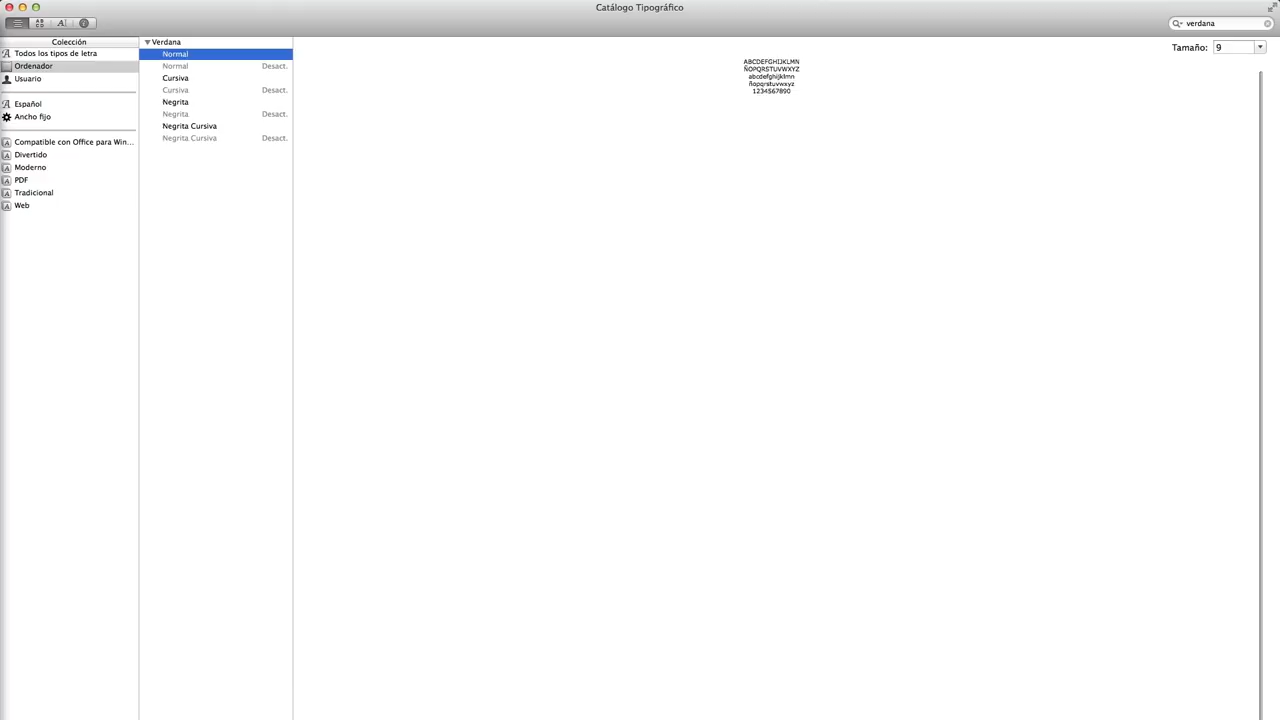 Catálogo Tipográfico
verdana
Colección
Todos los tipos de letra
Ordenador
Usuario
Español
Ancho fijo
Compatible con Office para Win...
Divertido
Moderno
PDF
Tradicional
Web
Verdana
Normal
Normal Desact.
Cursiva
Cursiva Desact.
Negrita
Negrita Desact.
Negrita Cursiva
Negrita Cursiva Desact.
Tamaño: 9
ABCDEFGHIJKLMN
ÑOPQRSTUVWXYZ
abcdefghijklmn
ñopqrstuvwxyz
1234567890